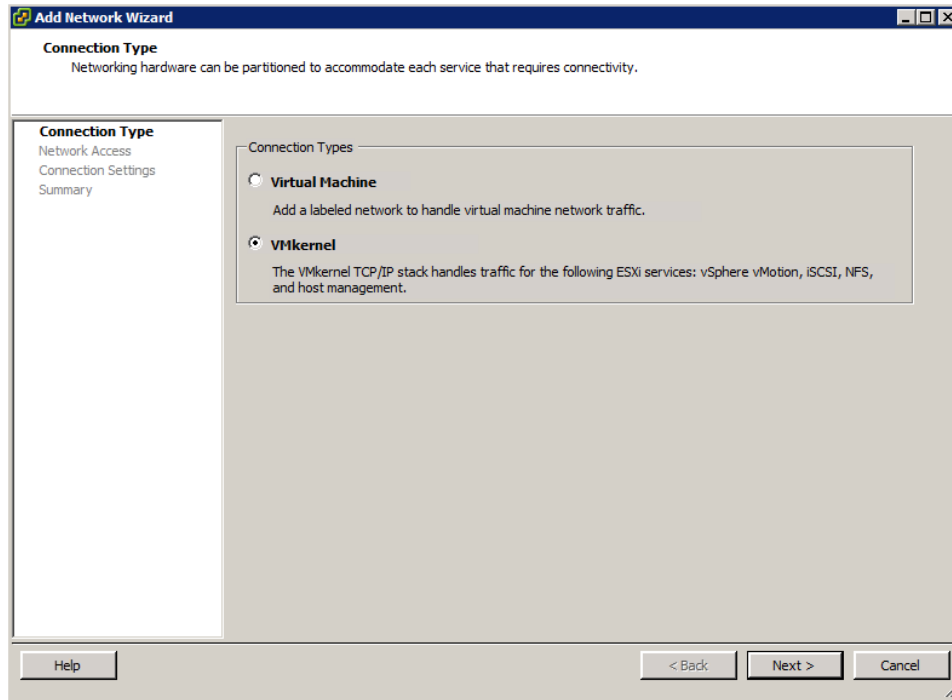 Add Network Wizard
Connection Type
Networking hardware can be partitioned to accommodate each service that requires connectivity.
Connection Type
Network Access
Connection Settings
Summary
Connection Types
Virtual Machine
Add a labeled network to handle virtual machine network traffic.
VMkernel
The VMkernel TCP/IP stack handles traffic for the following ESXi services: vSphere vMotion, iSCSI, NFS,
and host management.
Help
< Back
Next >
Cancel